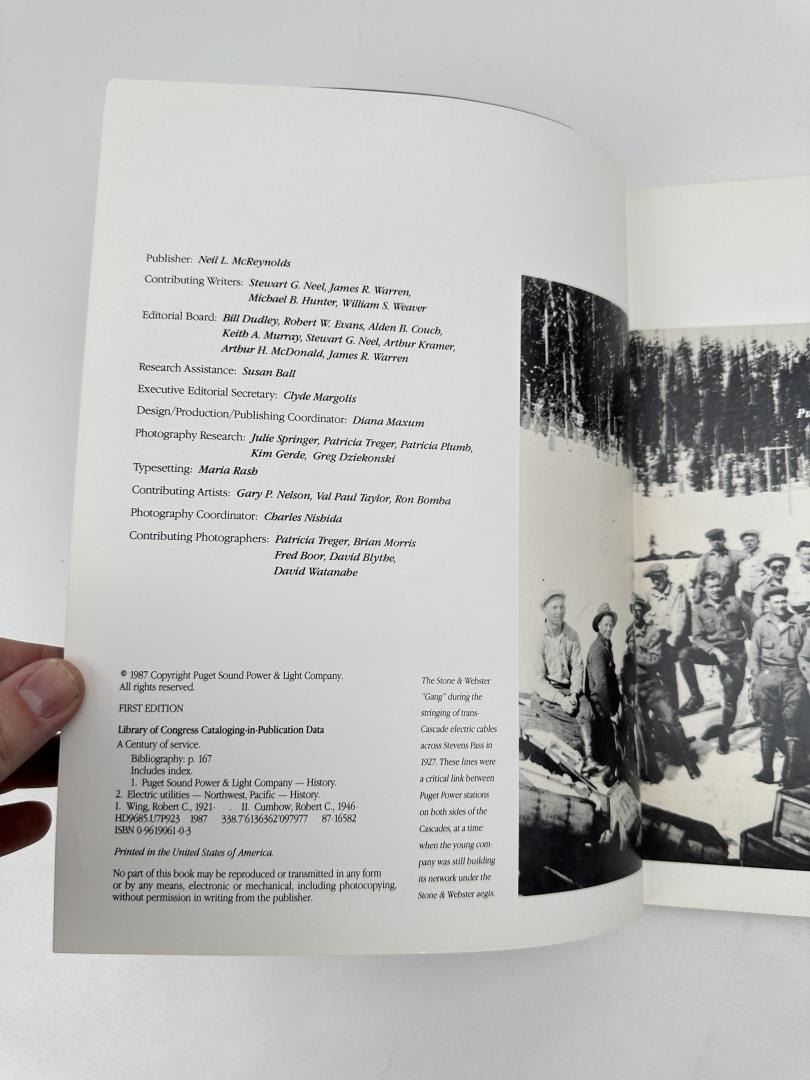 Publisher: Neil L. McReynolds
Contributing Writers: Stewart G. Neel, James R. Warren,
Michael B. Hunter, William S. Weaver
Editorial Board: Bill Dudley, Robert W. Evans, Alden B. Couch,
Keith A. Murray, Stewart G. Neel, Arthur Kramer,
Arthur H. McDonald, James R. Warren
Research Assistance: Susan Ball
Executive Editorial Secretary: Clyde Margolis
Design/Production/Publishing Coordinator: Diana Maxum
Photography Research: Julie Springer, Patricia Treger, Patricia Plumb,
Kim Gerde, Greg Dziekonski
Typesetting: Maria Rash
Contributing Artists: Gary P. Nelson, Val Paul Taylor, Ron Bomba
Photography Coordinator: Charles Nishida
Contributing Photographers: Patricia Treger, Brian Morris
Fred Boor, David Blythe,
David Watanabe
© 1987 Copyright Puget Sound Power & Light Company.
All rights reserved.
FIRST EDITION
Library of Congress Cataloging-in-Publication Data
A Century of service.
Bibliography: p. 167
Includes index.
1. Puget Sound Power & Light Company — History.
2. Electric utilities — Northwest, Pacific — History.
I. Wing, Robert C., 1921- . II. Cumbow, Robert C., 1946-
HD9685.U7P923 1987 338.7'6136362'097977 87-16582
ISBN 0-9619061-0-3
Printed in the United States of America.
No part of this book may be reproduced or transmitted in any form
or by any means, electronic or mechanical, including photocopying,
without permission in writing from the publisher.
The Stone & Webster
"Gang" during the
stringing of trans-
Cascade electric cables
across Stevens Pass in
1927. These lines were
a critical link between
Puget Power stations
on both sides of the
Cascades, at a time
when the young com-
pany was still building
its network under the
Stone & Webster aegis.